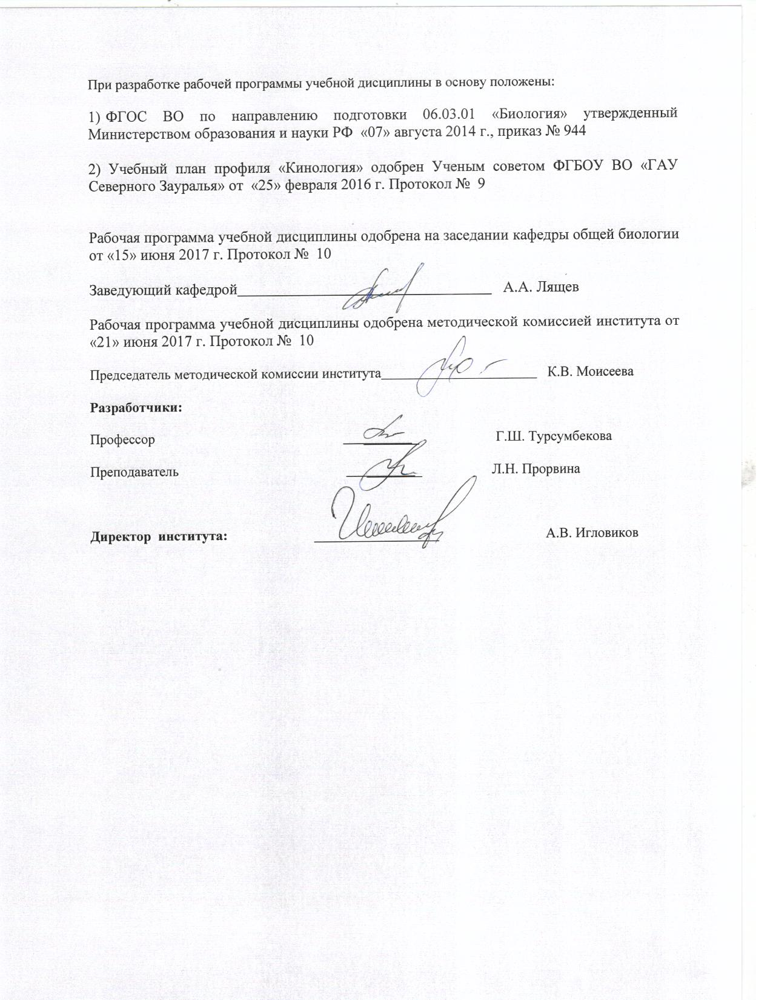 При разработке рабочей программы учебной дисциплины в основу положены:
1) ФГОС ВО по направлению подготовки 06.03.01 «Биология» утвержденный
Министерством образования и науки РФ «07» августа 2014 г., приказ № 944
2) Учебный план профиля «Кинология» одобрен Ученым советом ФГБОУ ВО «ГАУ
Северного Зауралья» от «25» февраля 2016 г. Протокол № 9
Рабочая программа учебной дисциплины одобрена на заседании кафедры общей биологии
от «15» июня 2017 г. Протокол № 10
Заведующий кафедрой А.А. Лящев
Рабочая программа учебной дисциплины одобрена методической комиссией института от
«21» июня 2017 г. Протокол № 10
Председатель методической комиссии института К.В. Моисеева
Разработчики:
Профессор Г.Ш. Турсумбекова
Преподаватель Л.Н. Прорвина
Директор института: А.В. Игловиков